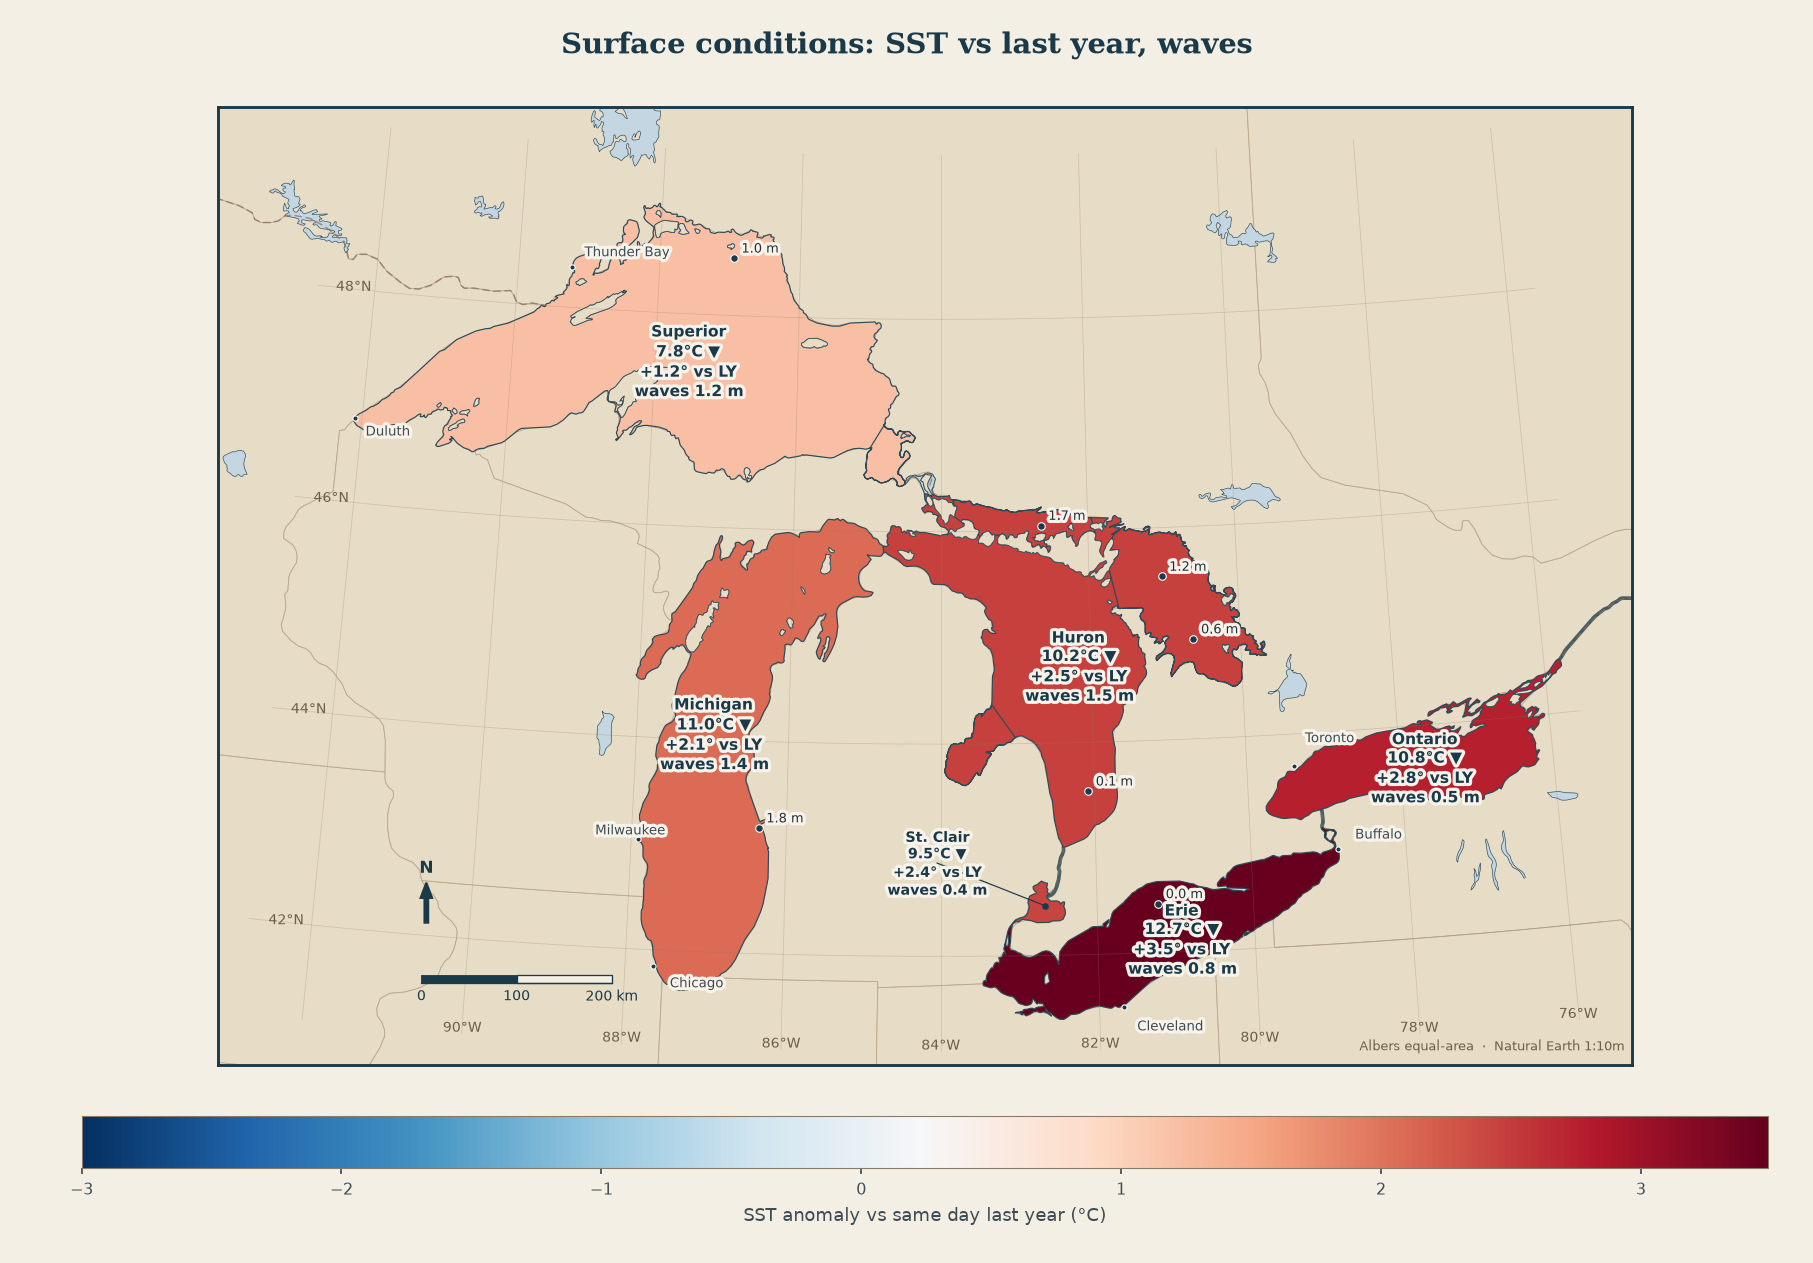 Surface conditions: SST vs last year, waves
Thunder Bay
1.0 m
48°N
Superior
7.8°C ▼
+1.2° vs LY
waves 1.2 m
Duluth
46°N
1.7 m
1.2 m
0.6 m
Huron
10.2°C ▼
+2.5° vs LY
waves 1.5 m
44°N
Michigan
11.0°C ▼
+2.1° vs LY
waves 1.4 m
Toronto
Ontario
10.8°C ▼
+2.8° vs LY
waves 0.5 m
0.1 m
1.8 m
Milwaukee
St. Clair
9.5°C ▼
+2.4° vs LY
waves 0.4 m
Buffalo
N
0.0 m
Erie
12.7°C ▼
+3.5° vs LY
waves 0.8 m
42°N
Chicago
0 100 200 km
Cleveland
90°W 88°W 86°W 84°W 82°W 80°W 78°W 76°W
Albers equal-area · Natural Earth 1:10m
−3 −2 −1 0 1 2 3
SST anomaly vs same day last year (°C)